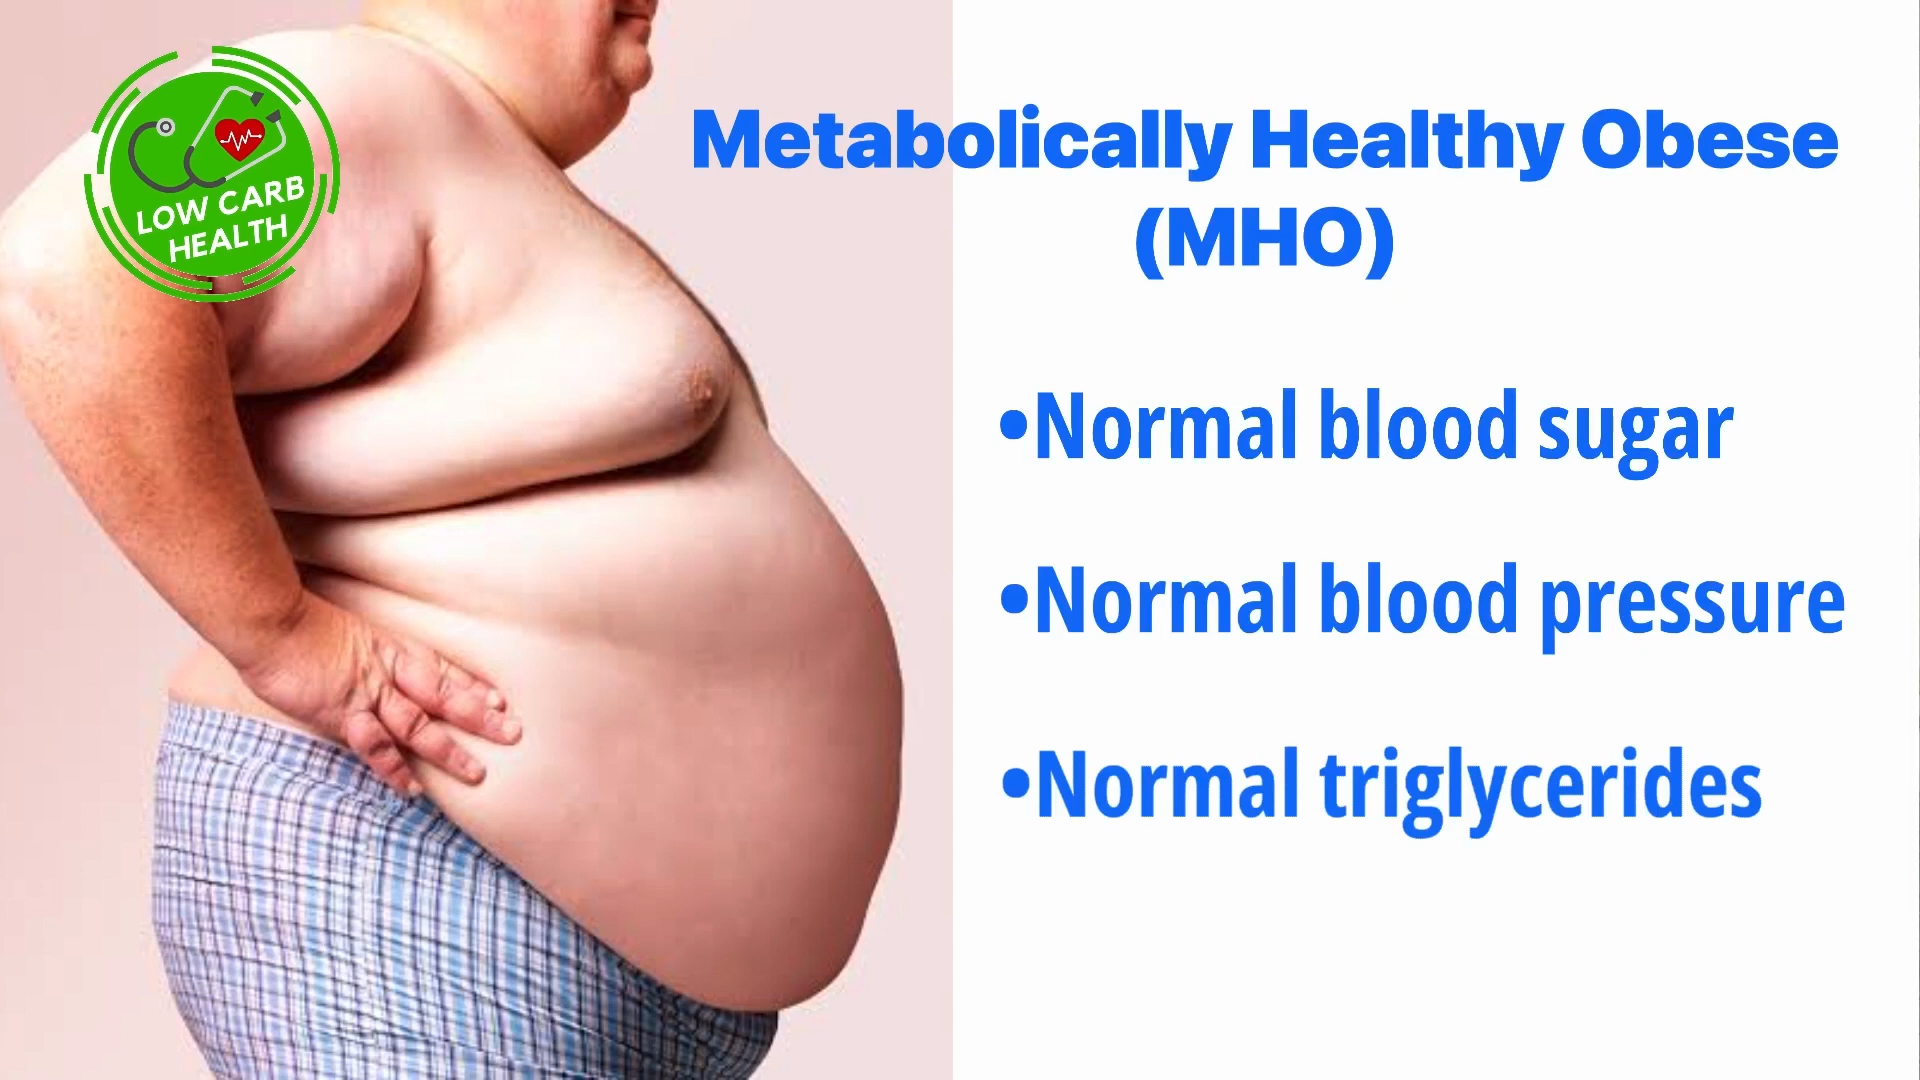 LOW CARB
HEALTH
Metabolically Healthy Obese
(MHO)
•Normal blood sugar
•Normal blood pressure
•Normal triglycerides